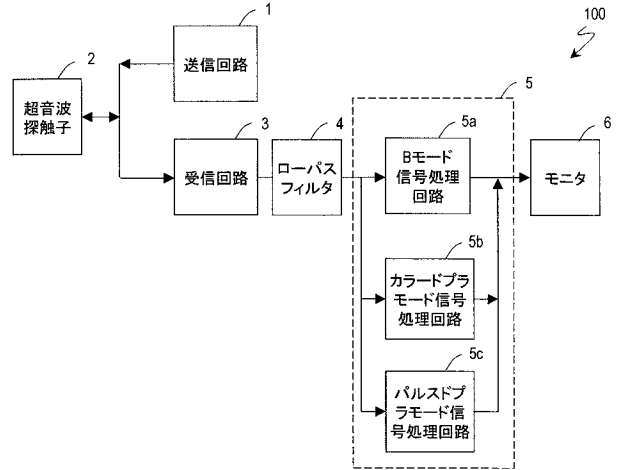 100
1
送信回路
2
超音波
探触子
3
受信回路
4
ローパス
フィルタ
5
5a
Bモード
信号処理
回路
6
モニタ
5b
カラードプラ
モード信号
処理回路
5c
パルスドプ
ラモード信
号処理回路